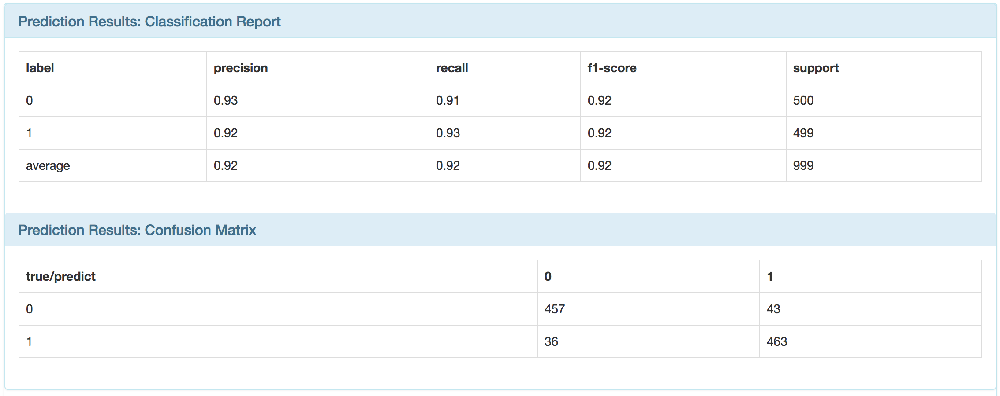 Prediction Results: Classification Report
label precision recall f1-score support
0 0.93 0.91 0.92 500
1 0.92 0.93 0.92 499
average 0.92 0.92 0.92 999
Prediction Results: Confusion Matrix
true/predict 0 1
0 457 43
1 36 463